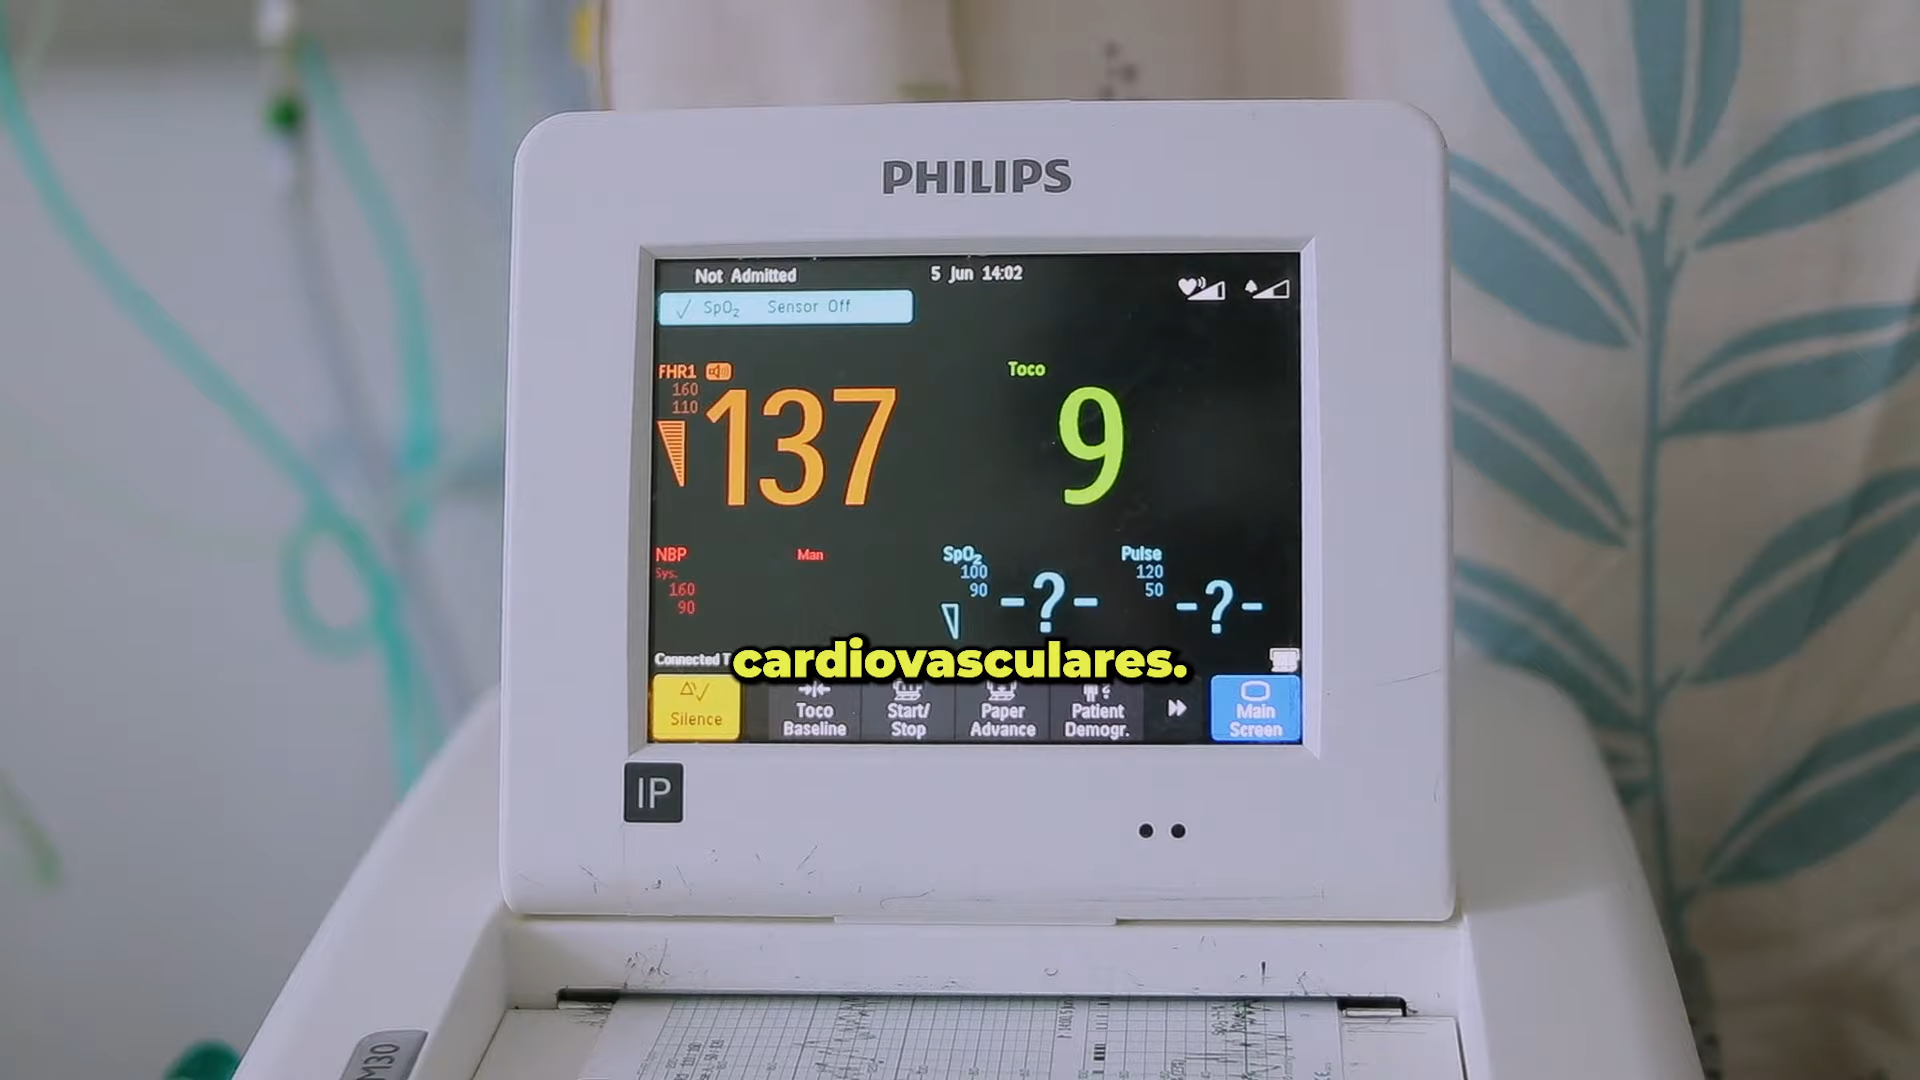 PHILIPS
Not Admitted
5 Jun 14:02
SpO₂ Sensor Off
FHR1
160
110
137
Toco
9
NBP
Man
Sys.
160
90
SpO₂
100
90
-?-
Pulse
120
50
-?-
Connected T
cardiovasculares.
Silence
Toco
Baseline
Start/
Stop
Paper
Advance
Patient
Demogr.
Main
Screen
IP
M30